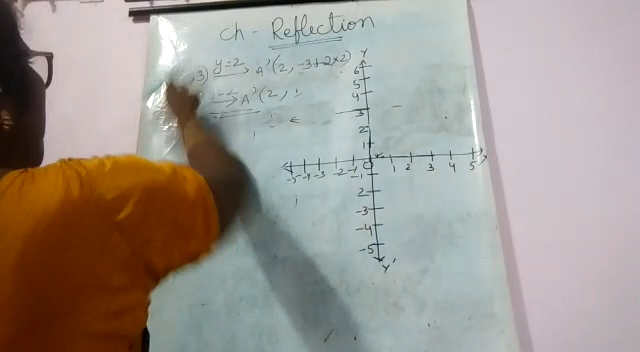 Ch - Reflection
, 3) y=2 → A'(2, -3+2×2)
→ A'(2, 1
Y
6
5
4
3
2
1
-5 -4 -3 -2 -1 O 1 2 3 4 5 X
-1
2
-3
-4
-5
Y'